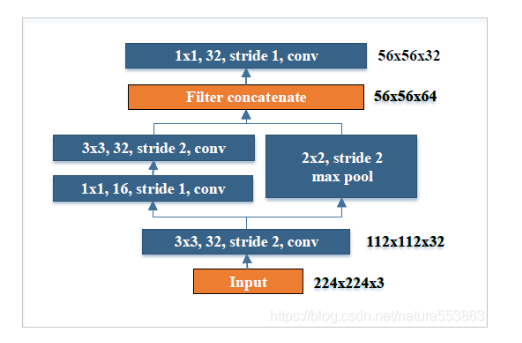 1x1, 32, stride 1, conv 56x56x32
Filter concatenate 56x56x64
3x3, 32, stride 2, conv
1x1, 16, stride 1, conv
2x2, stride 2
max pool
3x3, 32, stride 2, conv 112x112x32
Input 224x224x3
https://blog.csdn.net/nature553863